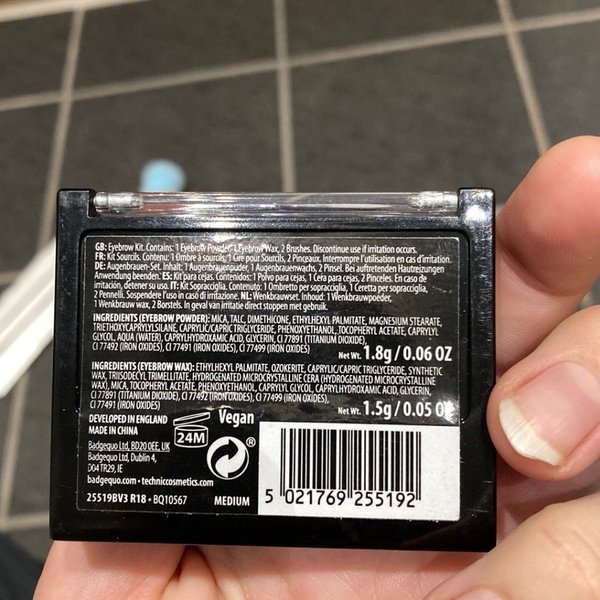 GB: Eyebrow Kit. Contains: 1 Eyebrow Powder, 1 Eyebrow Wax, 2 Brushes. Discontinue use if irritation occurs.
FR: Kit Sourcils. Contenu: 1 Ombre à sourcils, 1 Cire pour Sourcils, 2 Pinceaux. Interrompre l'utilisation en cas d'irritation.
DE: Augenbrauen-Set. Inhalt: 1 Augenbrauenpuder, 1 Augenbrauenwachs, 2 Pinsel. Bei auftretenden Hautreizungen
Anwendung beenden. ES: Kit para cejas. Contenidos: 1 Polvo para cejas, 1 Cera para cejas, 2 Pinceles. En caso de
irritación, detener su uso. IT: Kit Sopracciglia. Contenuto: 1 Ombretto per sopracciglia, 1 Ceretta per sopracciglia,
2 Pennelli. Sospendere l'uso in caso di irritazione. NL: Wenkbrauwset. Inhoud: 1 Wenkbrauwpoeder,
1 Wenkbrauw wax, 2 Borstels. In geval van irritatie direct stoppen met gebruik.
INGREDIENTS (EYEBROW POWDER): MICA, TALC, DIMETHICONE, ETHYLHEXYL PALMITATE, MAGNESIUM STEARATE,
TRIETHOXYCAPRYLYLSILANE, CAPRYLIC/CAPRIC TRIGLYCERIDE, PHENOXYETHANOL, TOCOPHERYL ACETATE, CAPRYLYL
GLYCOL, AQUA (WATER), CAPRYLHYDROXAMIC ACID, GLYCERIN, CI 77891 (TITANIUM DIOXIDE),
CI 77492 (IRON OXIDES), CI 77491 (IRON OXIDES), CI 77499 (IRON OXIDES).
Net Wt. 1.8g / 0.06 OZ
INGREDIENTS (EYEBROW WAX): ETHYLHEXYL PALMITATE, OZOKERITE, CAPRYLIC/CAPRIC TRIGLYCERIDE, SYNTHETIC
WAX, TRIISODECYL TRIMELLITATE, HYDROGENATED MICROCRYSTALLINE CERA (HYDROGENATED MICROCRYSTALLINE
WAX), MICA, TOCOPHERYL ACETATE, PHENOXYETHANOL, CAPRYLYL GLYCOL, CAPRYLHYDROXAMIC ACID, GLYCERIN,
CI 77891 (TITANIUM DIOXIDE), CI 77492 (IRON OXIDES), CI 77499 (IRON OXIDES),
CI 77491 (IRON OXIDES)
Net Wt. 1.5g / 0.05 OZ
DEVELOPED IN ENGLAND
MADE IN CHINA
24M
Vegan
Badgequo Ltd, BD20 0EE, UK
Badgequo Ltd, Dublin 4,
D04 TR29, IE
badgequo.com • techniccosmetics.com
25519BV3 R18 • BQ10567
MEDIUM
5 021769 255192